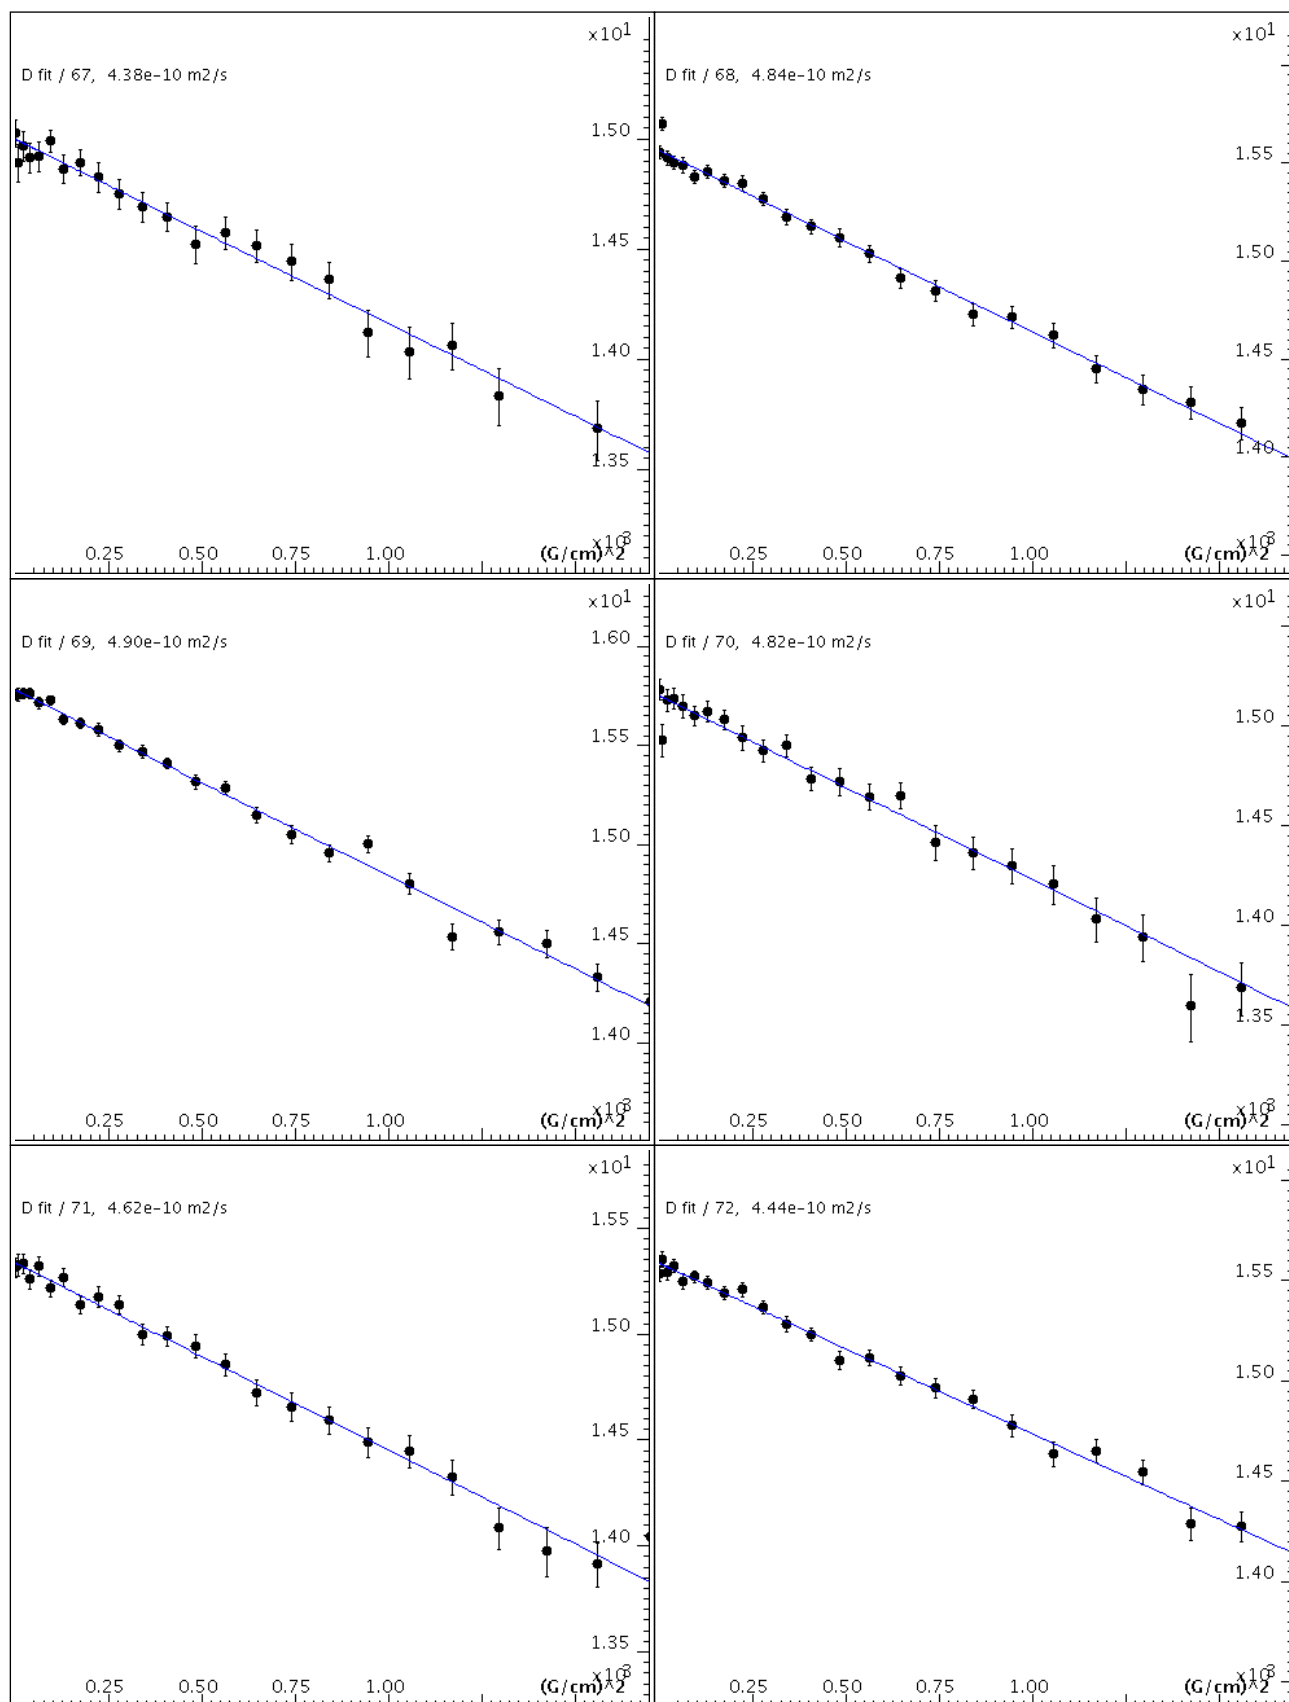 x10¹
D fit / 67, 4.38e-10 m2/s
1.50
1.45
1.40
1.35
x10³
0.25 0.50 0.75 1.00 (G/cm)^2
x10¹
D fit / 68, 4.84e-10 m2/s
1.55
1.50
1.45
1.40
x10³
0.25 0.50 0.75 1.00 (G/cm)^2
x10¹
D fit / 69, 4.90e-10 m2/s
1.60
1.55
1.50
1.45
1.40
x10³
0.25 0.50 0.75 1.00 (G/cm)^2
x10¹
D fit / 70, 4.82e-10 m2/s
1.50
1.45
1.40
1.35
x10³
0.25 0.50 0.75 1.00 (G/cm)^2
x10¹
D fit / 71, 4.62e-10 m2/s
1.55
1.50
1.45
1.40
1.35
x10³
0.25 0.50 0.75 1.00 (G/cm)^2
x10¹
D fit / 72, 4.44e-10 m2/s
1.55
1.50
1.45
1.40
x10³
0.25 0.50 0.75 1.00 (G/cm)^2